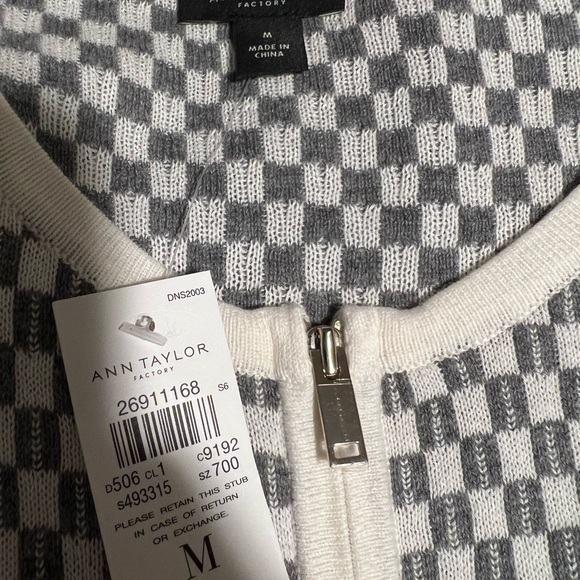 FACTORY
M
MADE IN
CHINA
DNS2003
ANN TAYLOR
FACTORY
26911168 S6
D506 CL1 C9192
S493315 SZ700
PLEASE RETAIN THIS STUB
IN CASE OF RETURN
OR EXCHANGE.
M